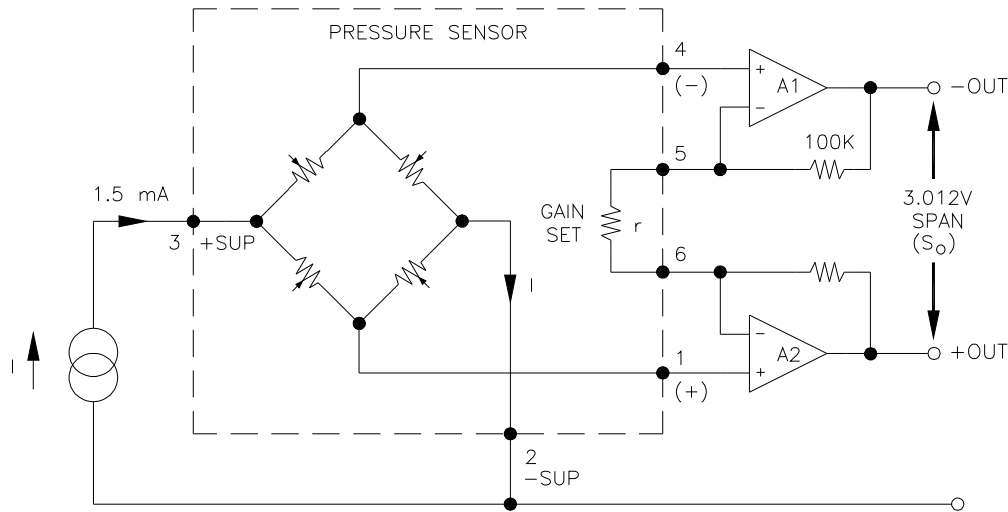 PRESSURE SENSOR
4
(-)
+
A1
-
-OUT
100K
5
1.5 mA
3
+SUP
GAIN
SET
r
3.012V
SPAN
(So)
6
I
I
-
A2
+
+OUT
1
(+)
2
-SUP